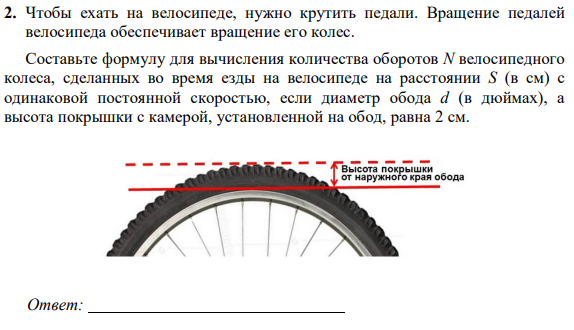 2. Чтобы ехать на велосипеде, нужно крутить педали. Вращение педалей
велосипеда обеспечивает вращение его колес.
Составьте формулу для вычисления количества оборотов N велосипедного
колеса, сделанных во время езды на велосипеде на расстоянии S (в см) с
одинаковой постоянной скоростью, если диаметр обода d (в дюймах), а
высота покрышки с камерой, установленной на обод, равна 2 см.
Высота покрышки
от наружного края обода
Ответ: ____________________